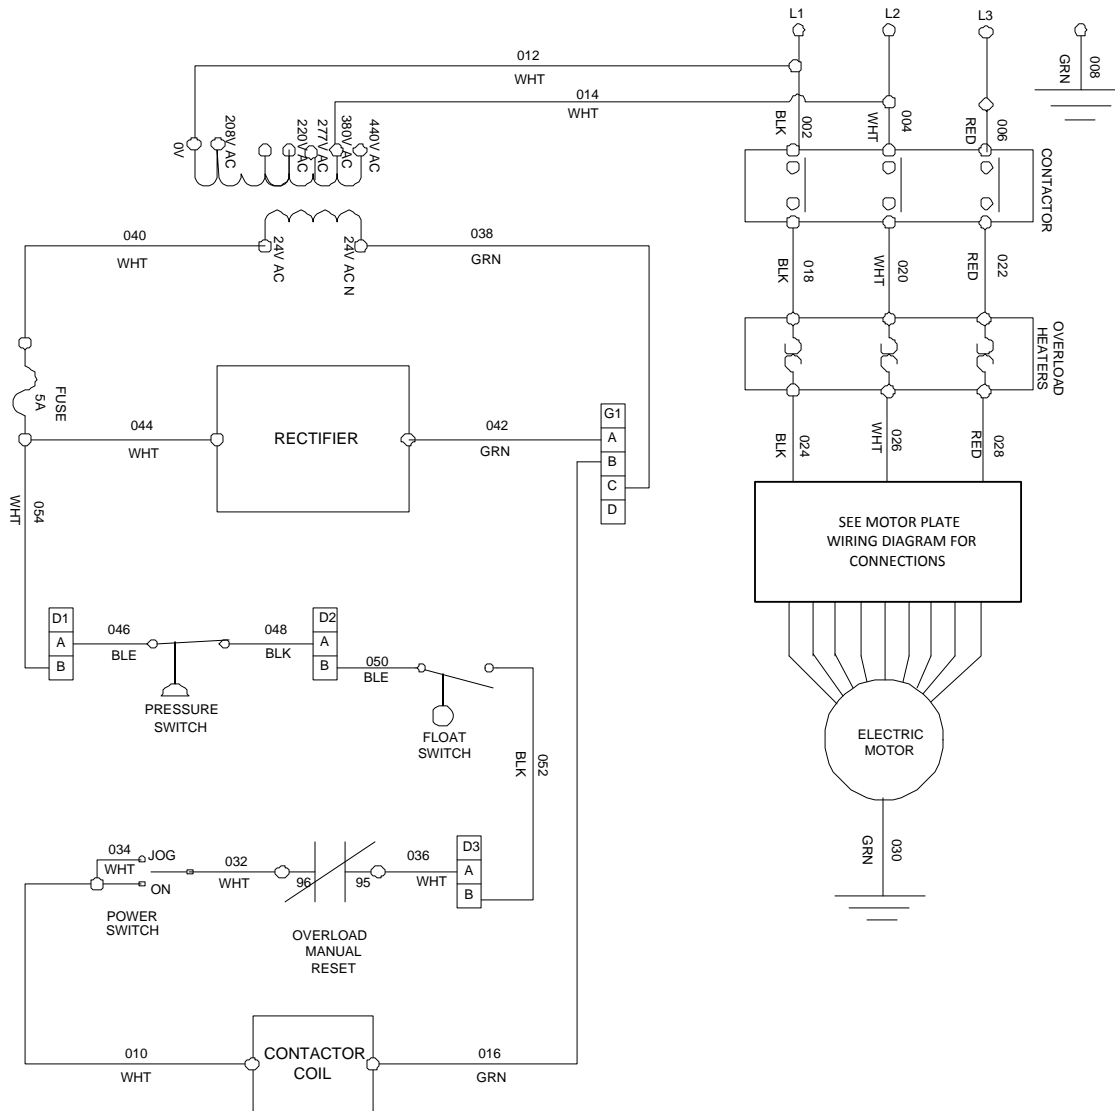 L1
L2
L3
012
WHT
014
WHT
008
GRN
002
BLK
004
WHT
006
RED
0V
208V AC
220V AC
277V AC
380V AC
440V AC
CONTACTOR
040
WHT
24V AC
24V AC N
038
GRN
018
BLK
020
WHT
022
RED
OVERLOAD
HEATERS
FUSE
5A
044
WHT
RECTIFIER
042
GRN
G1
A
B
C
D
024
BLK
026
WHT
028
RED
054
WHT
SEE MOTOR PLATE
WIRING DIAGRAM FOR
CONNECTIONS
D1
A
B
046
BLE
048
BLK
D2
A
B
050
BLE
PRESSURE
SWITCH
FLOAT
SWITCH
052
BLK
ELECTRIC
MOTOR
030
GRN
034
WHT
JOG
ON
032
WHT
96
95
036
WHT
D3
A
B
POWER
SWITCH
OVERLOAD
MANUAL
RESET
010
WHT
CONTACTOR
COIL
016
GRN